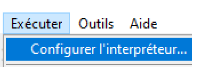 Exécuter Outils Aide
Configurer l'interpréteur...